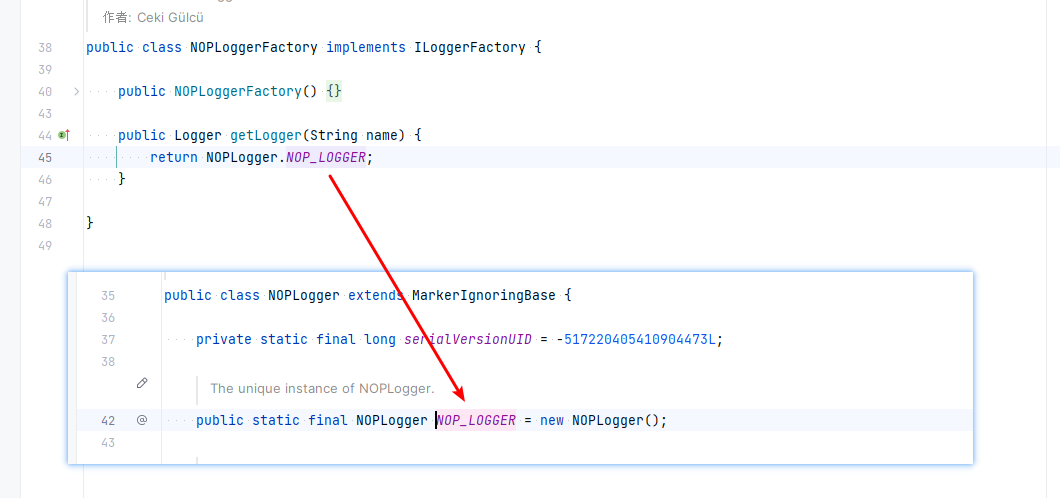 作者: Ceki Gülcü
38 public class NOPLoggerFactory implements ILoggerFactory {
39
40 public NOPLoggerFactory() {}
43
44 public Logger getLogger(String name) {
45 return NOPLogger.NOP_LOGGER;
46 }
47
48 }
49
35 public class NOPLogger extends MarkerIgnoringBase {
36
37 private static final long serialVersionUID = -517220405410904473L;
38
The unique instance of NOPLogger.
42 @ public static final NOPLogger NOP_LOGGER = new NOPLogger();
43